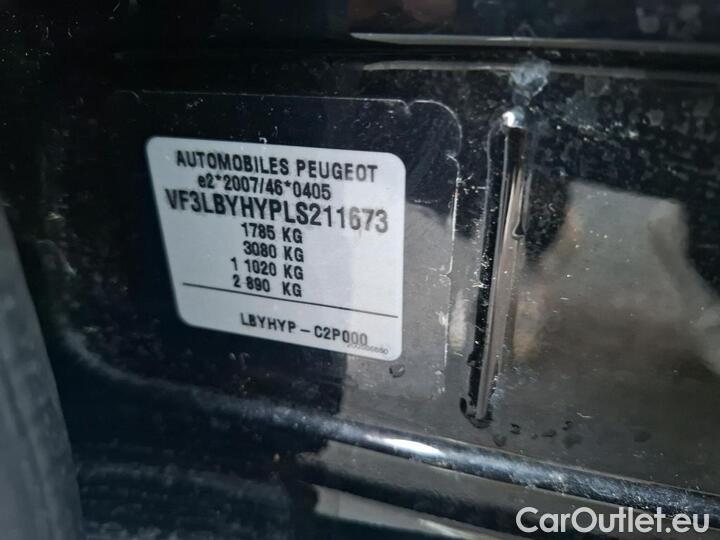 AUTOMOBILES PEUGEOT
e2*2007/46*0405
VF3LBYHYPLS211673
1785 KG
3080 KG
1 1020 KG
2 890 KG
LBYHYP-C2P000
CarOutlet.eu